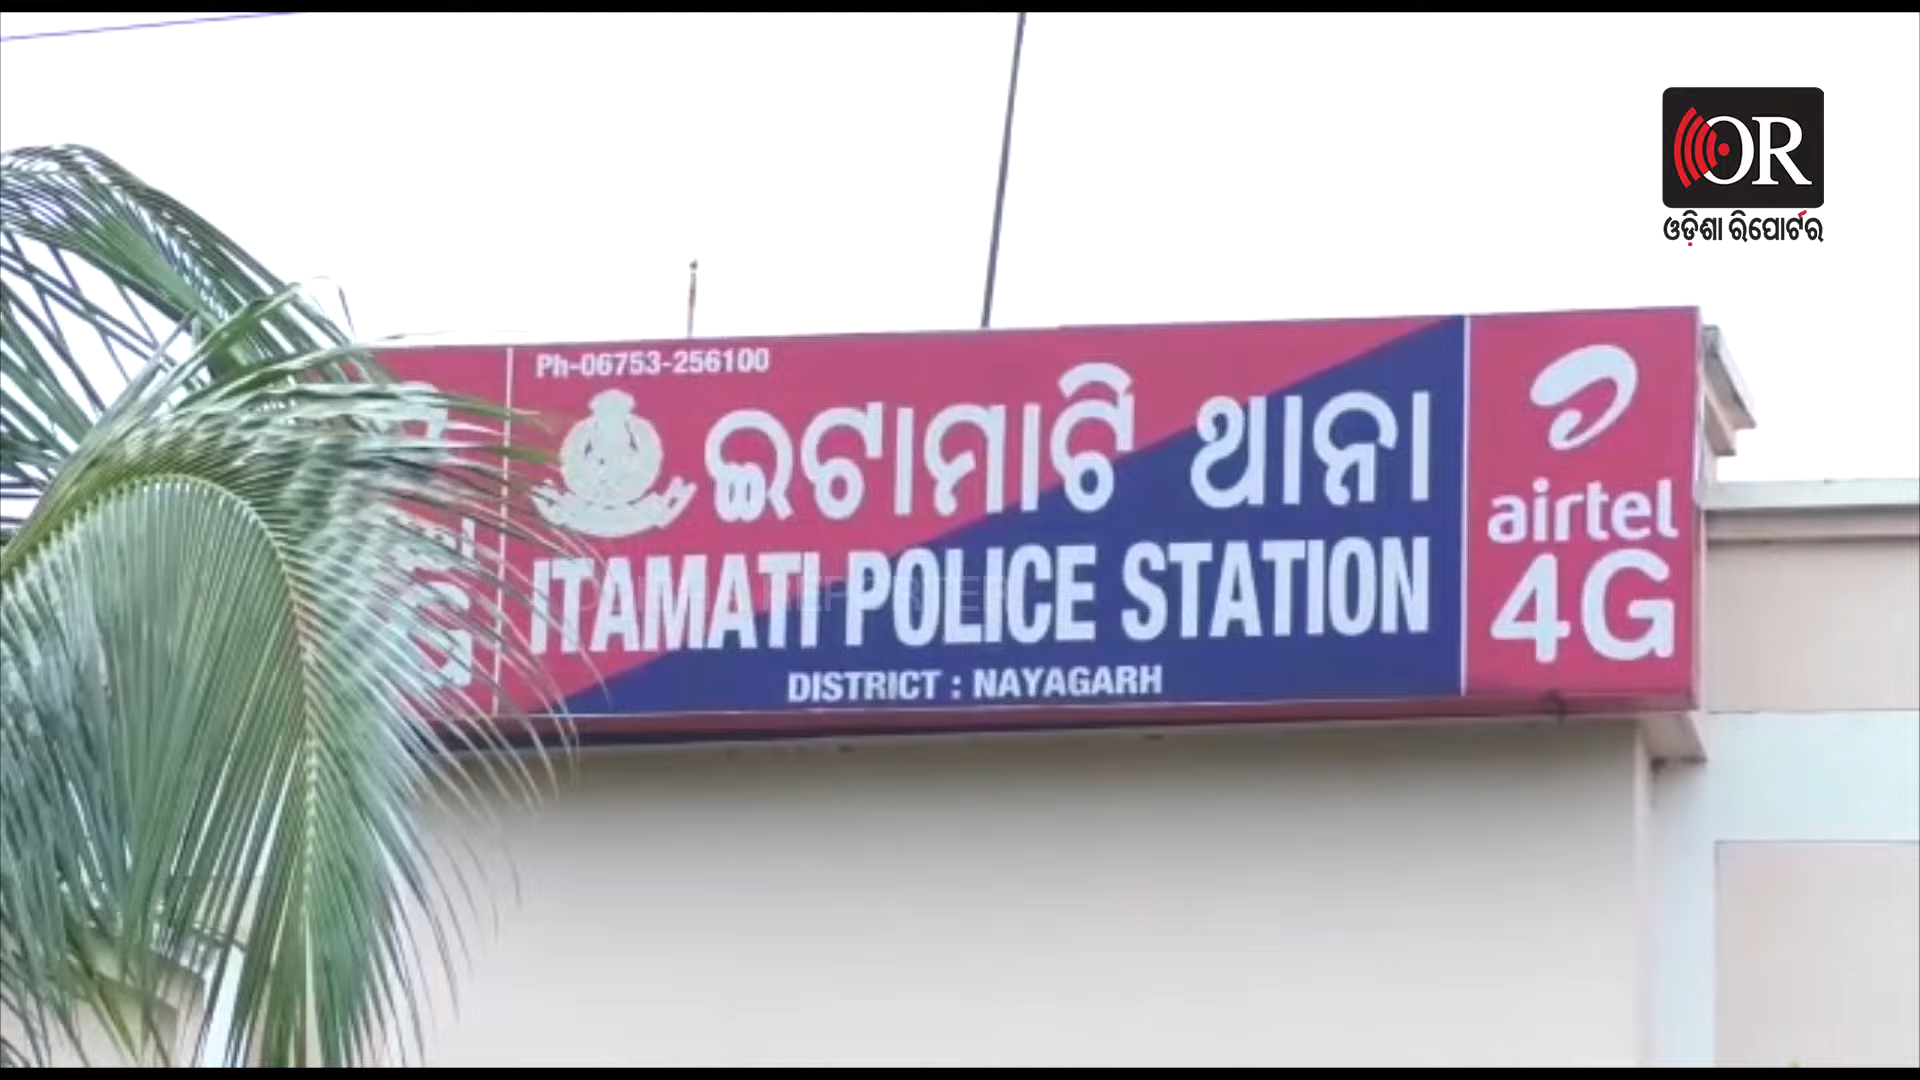 OR
ଓଡ଼ିଶା ରିପୋର୍ଟର
Ph-06753-256100
ଇଟାମାଟି ଥାନା
ITAMATI POLICE STATION
DISTRICT : NAYAGARH
airtel
4G